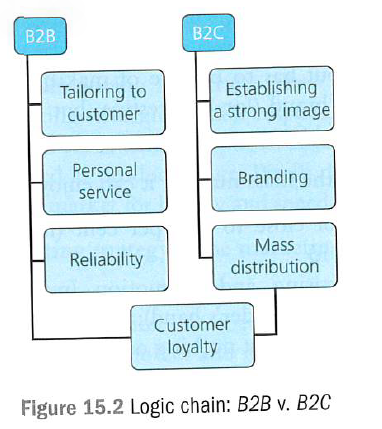 B2B
B2C
Tailoring to
customer
Establishing
a strong image
Personal
service
Branding
Reliability
Mass
distribution
Customer
loyalty
Figure 15.2 Logic chain: B2B v. B2C